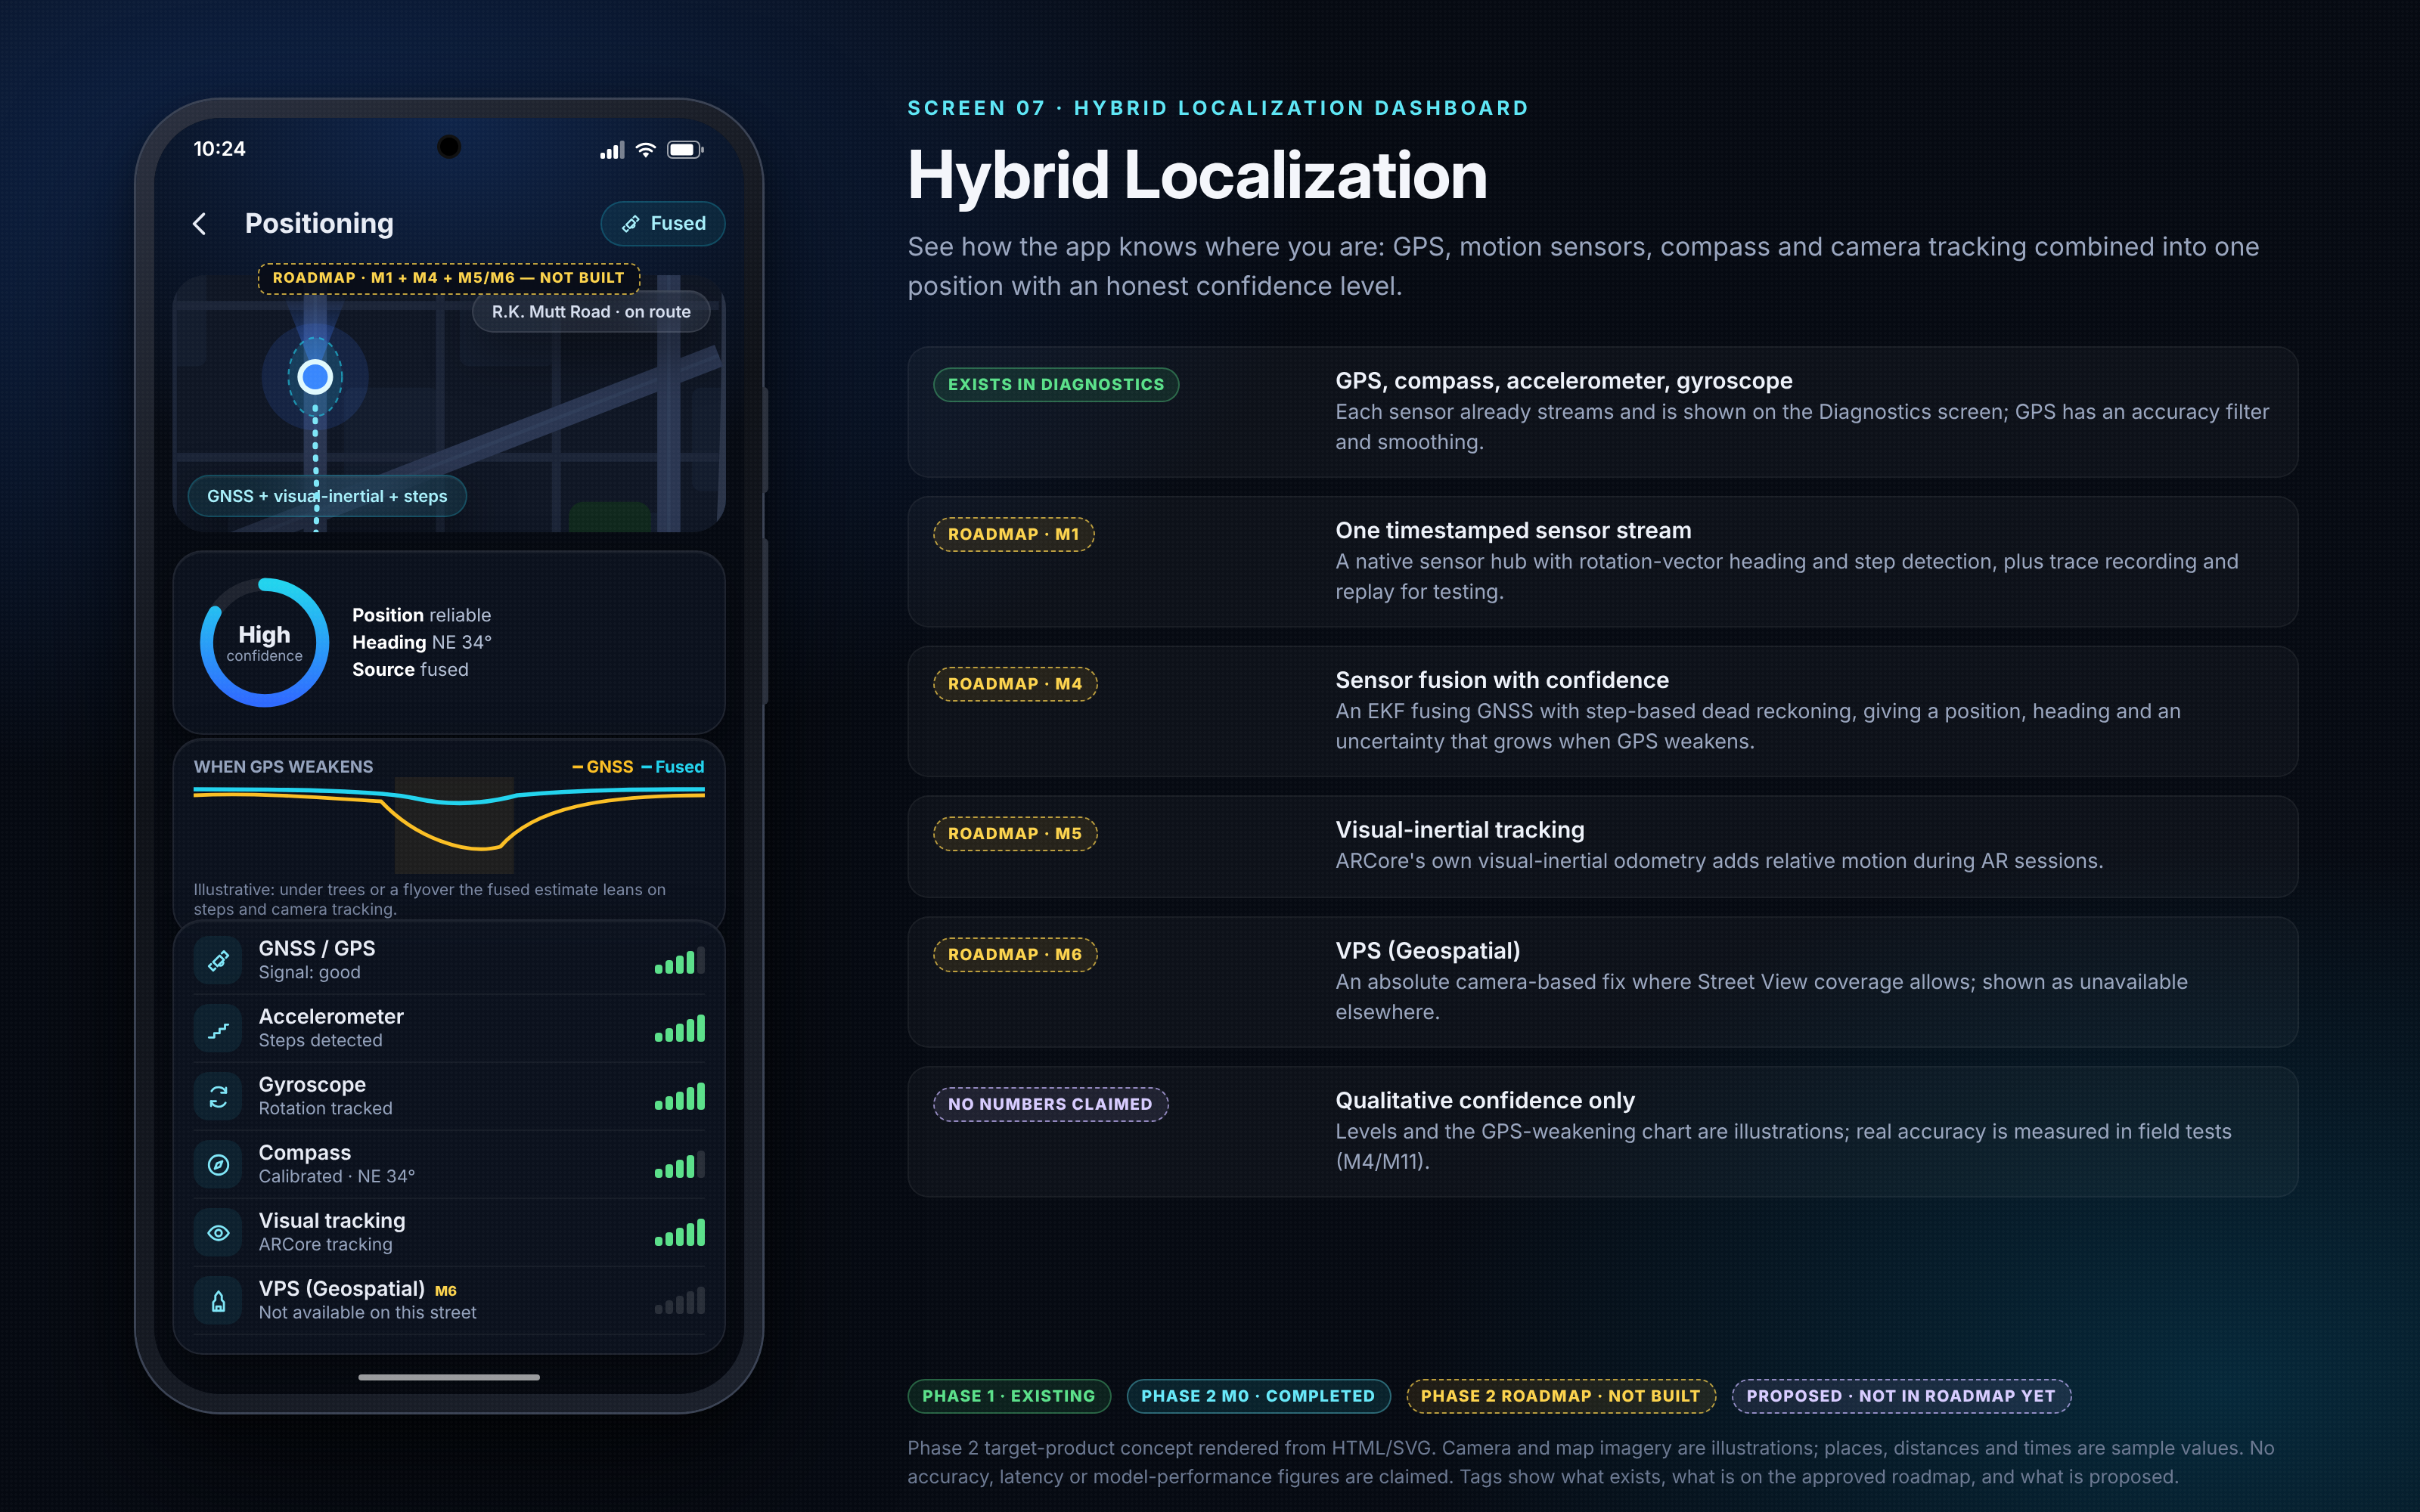 10:24
Positioning
Fused
ROADMAP · M1 + M4 + M5/M6 — NOT BUILT
R.K. Mutt Road · on route
GNSS + visual-inertial + steps
High
confidence
Position reliable
Heading NE 34°
Source fused
WHEN GPS WEAKENS
GNSS Fused
Illustrative: under trees or a flyover the fused estimate leans on
steps and camera tracking.
GNSS / GPS
Signal: good
Accelerometer
Steps detected
Gyroscope
Rotation tracked
Compass
Calibrated · NE 34°
Visual tracking
ARCore tracking
VPS (Geospatial) M6
Not available on this street
SCREEN 07 · HYBRID LOCALIZATION DASHBOARD
Hybrid Localization
See how the app knows where you are: GPS, motion sensors, compass and camera tracking combined into one
position with an honest confidence level.
EXISTS IN DIAGNOSTICS
GPS, compass, accelerometer, gyroscope
Each sensor already streams and is shown on the Diagnostics screen; GPS has an accuracy filter
and smoothing.
ROADMAP · M1
One timestamped sensor stream
A native sensor hub with rotation-vector heading and step detection, plus trace recording and
replay for testing.
ROADMAP · M4
Sensor fusion with confidence
An EKF fusing GNSS with step-based dead reckoning, giving a position, heading and an
uncertainty that grows when GPS weakens.
ROADMAP · M5
Visual-inertial tracking
ARCore's own visual-inertial odometry adds relative motion during AR sessions.
ROADMAP · M6
VPS (Geospatial)
An absolute camera-based fix where Street View coverage allows; shown as unavailable
elsewhere.
NO NUMBERS CLAIMED
Qualitative confidence only
Levels and the GPS-weakening chart are illustrations; real accuracy is measured in field tests
(M4/M11).
PHASE 1 · EXISTING
PHASE 2 M0 · COMPLETED
PHASE 2 ROADMAP · NOT BUILT
PROPOSED · NOT IN ROADMAP YET
Phase 2 target-product concept rendered from HTML/SVG. Camera and map imagery are illustrations; places, distances and times are sample values. No
accuracy, latency or model-performance figures are claimed. Tags show what exists, what is on the approved roadmap, and what is proposed.